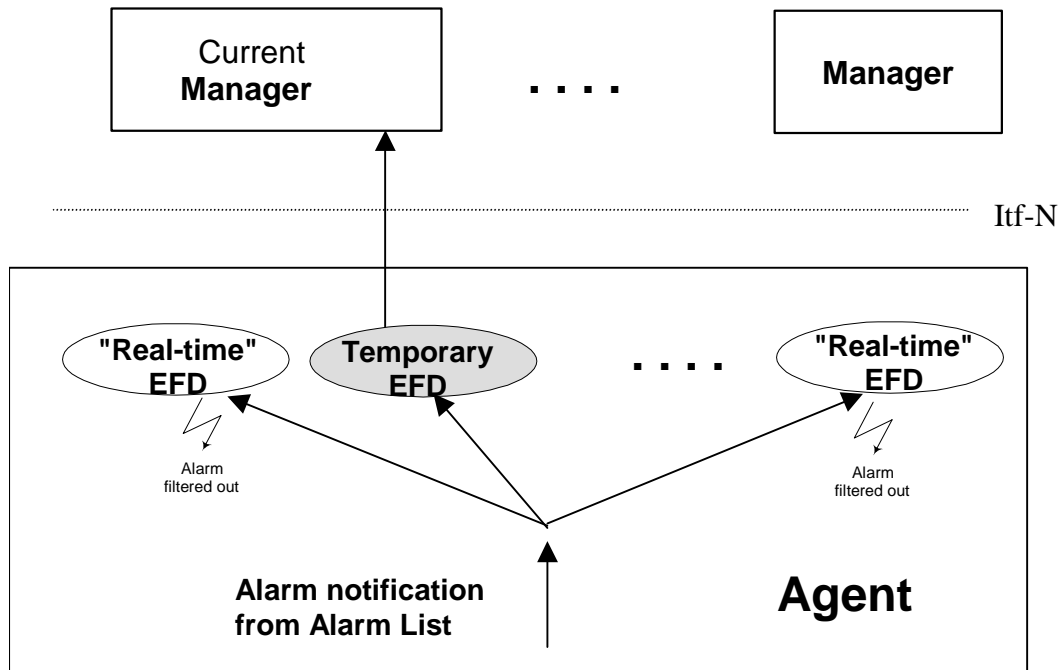 Current
Manager
. . . .
Manager
Itf-N
"Real-time"
EFD
Temporary
EFD
. . . .
"Real-time"
EFD
Alarm
filtered out
Alarm
filtered out
Alarm notification
from Alarm List
Agent